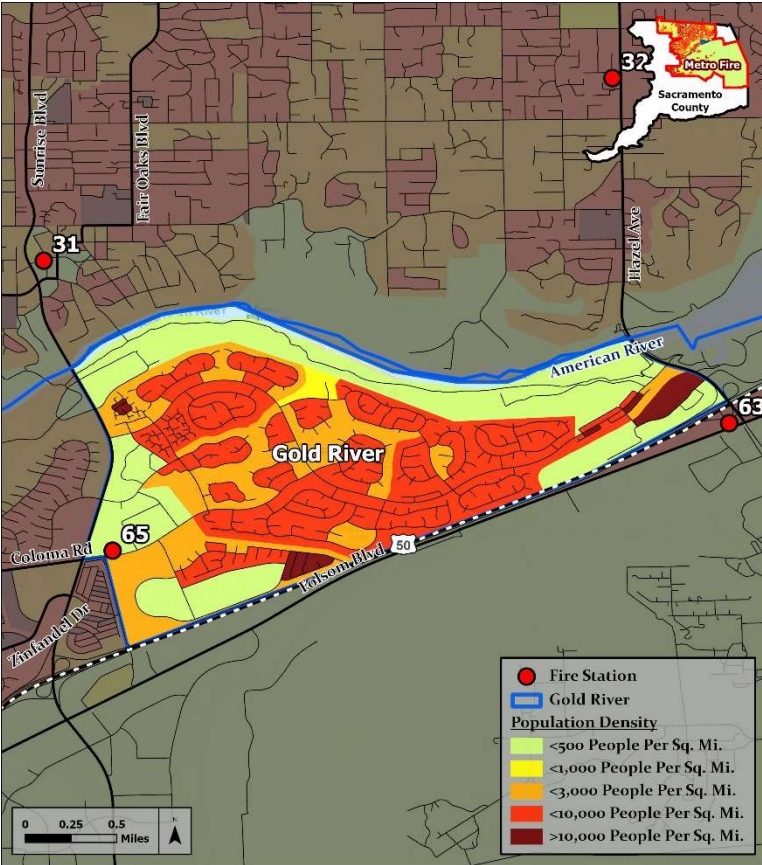 32
Metro Fire
Sacramento
County
Sunrise Blvd
Fair Oaks Blvd
31
Hazel Ave
American River
63
Gold River
65
Coloma Rd
50
Folsom Blvd
Zinfandel Dr
Fire Station
Gold River
Population Density
<500 People Per Sq. Mi.
<1,000 People Per Sq. Mi.
<3,000 People Per Sq. Mi.
<10,000 People Per Sq. Mi.
>10,000 People Per Sq. Mi.
0 0.25 0.5
Miles
N